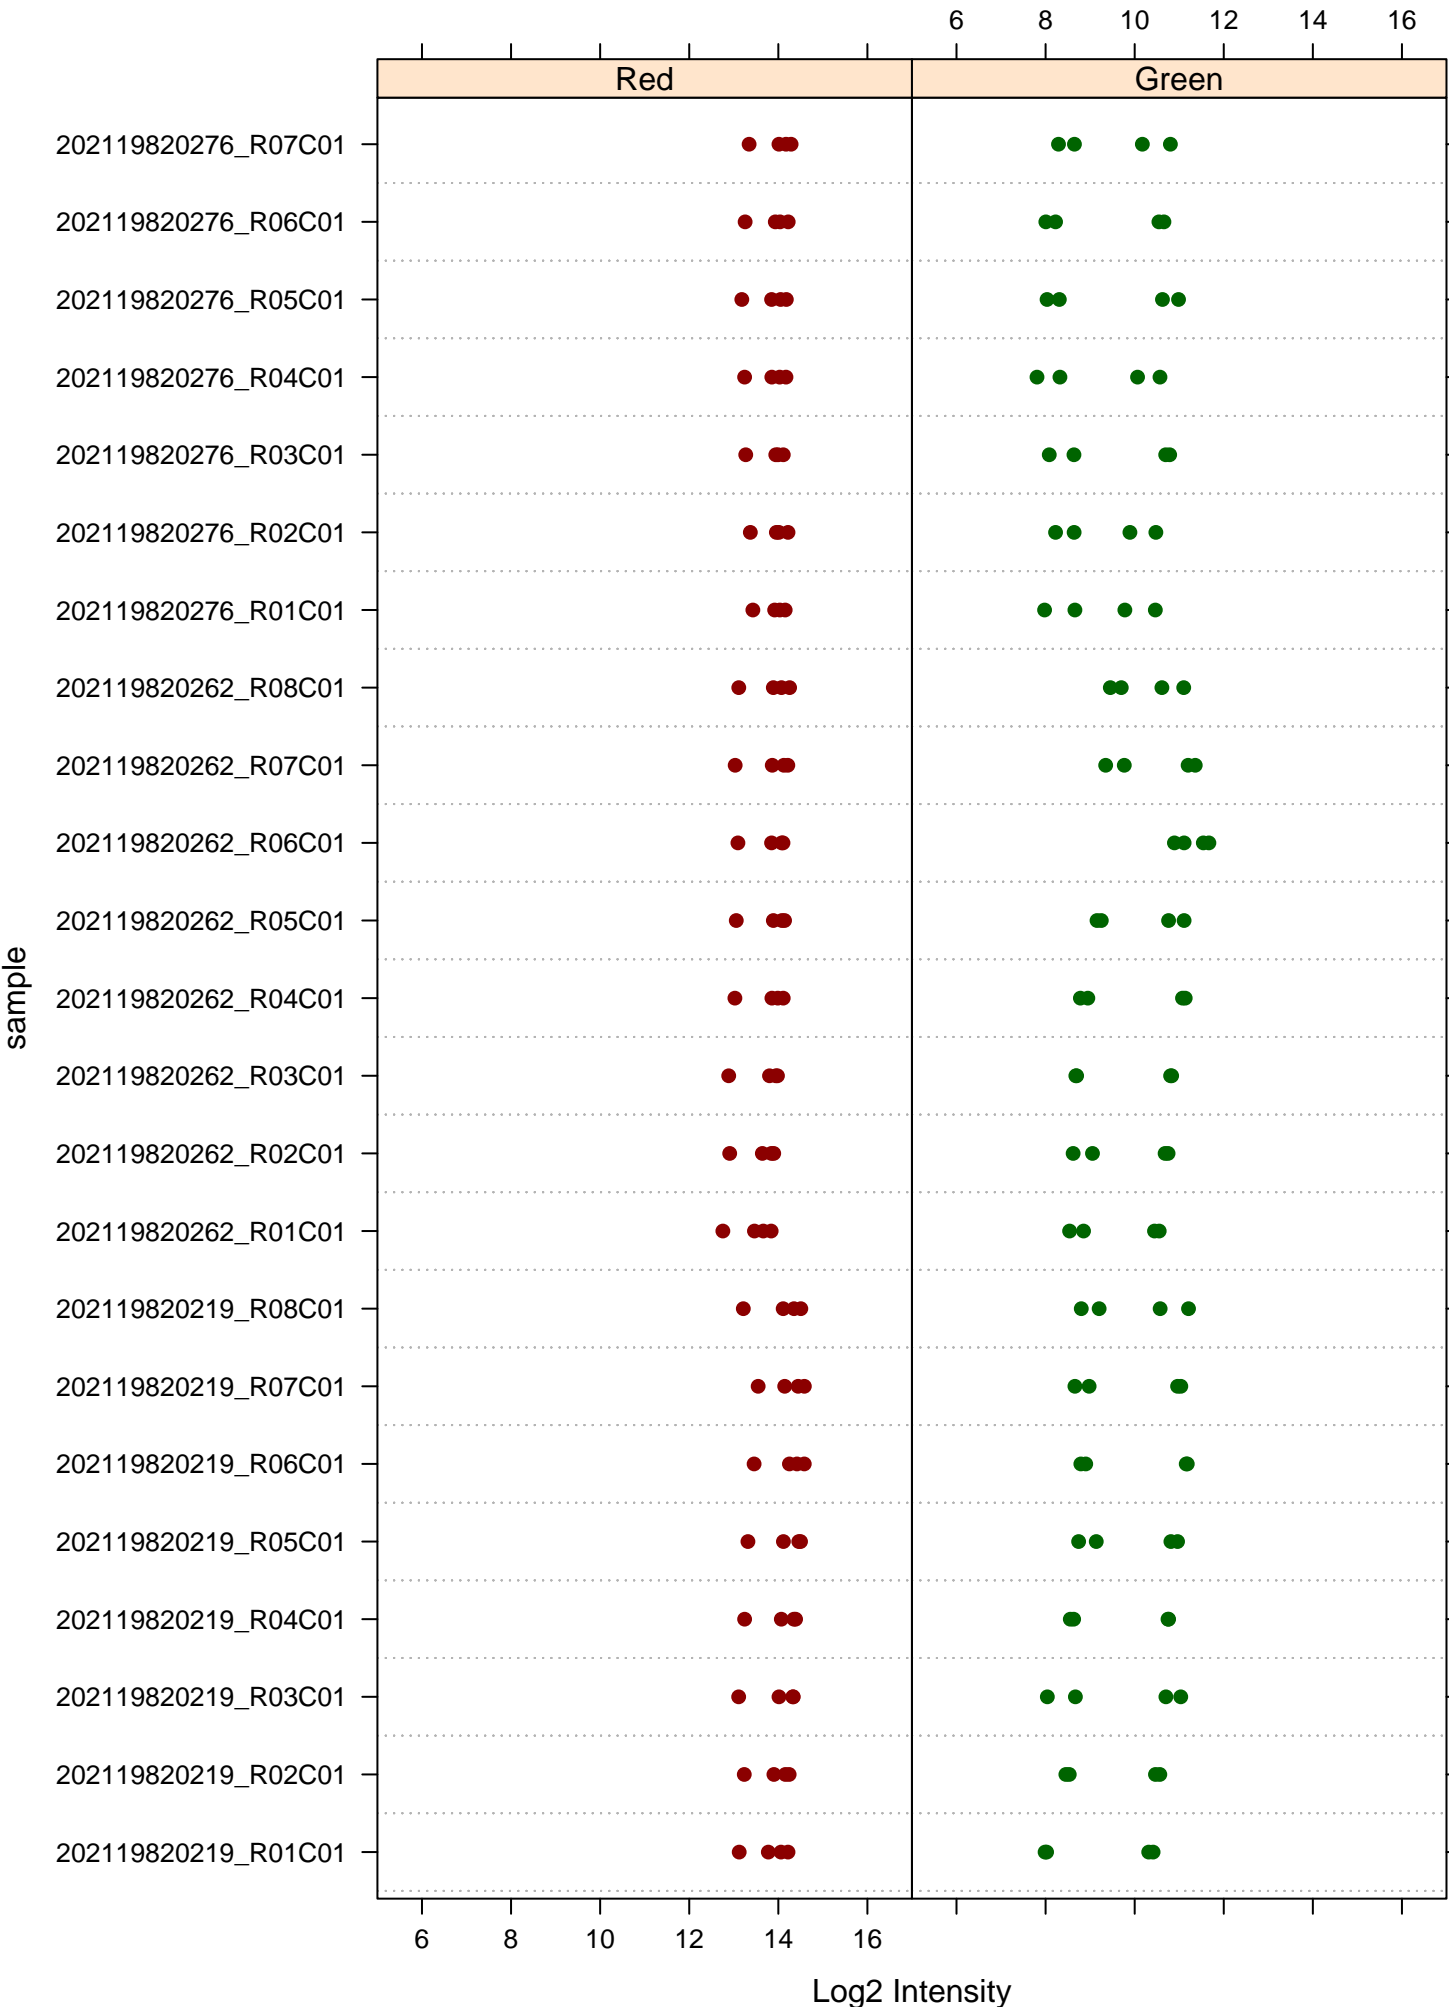 6 8 10 12 14 16
Red Green
202119820276_R07C01
202119820276_R06C01
202119820276_R05C01
202119820276_R04C01
202119820276_R03C01
202119820276_R02C01
202119820276_R01C01
202119820262_R08C01
202119820262_R07C01
202119820262_R06C01
202119820262_R05C01
202119820262_R04C01
202119820262_R03C01
202119820262_R02C01
202119820262_R01C01
202119820219_R08C01
202119820219_R07C01
202119820219_R06C01
202119820219_R05C01
202119820219_R04C01
202119820219_R03C01
202119820219_R02C01
202119820219_R01C01
sample
6 8 10 12 14 16
Log2 Intensity